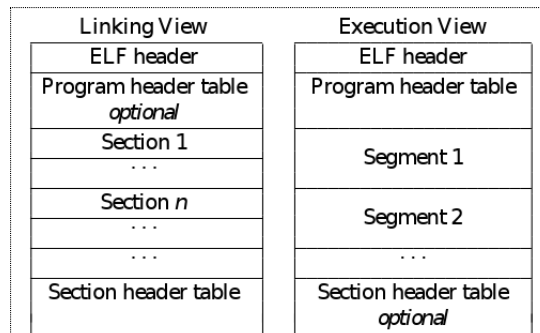 Linking View
ELF header
Program header table
optional
Section 1
. . .
Section n
. . .
. . .
Section header table
Execution View
ELF header
Program header table
Segment 1
Segment 2
. . .
Section header table
optional